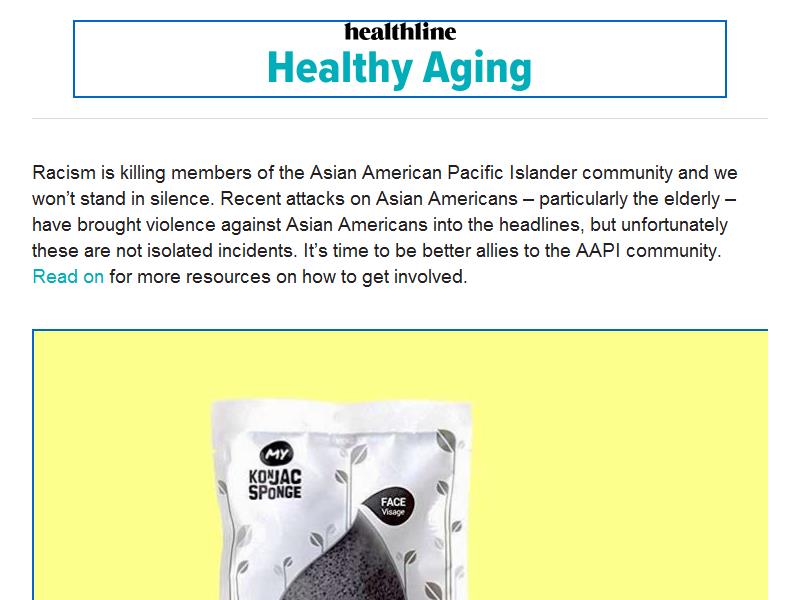 healthline
Healthy Aging
Racism is killing members of the Asian American Pacific Islander community and we
won’t stand in silence. Recent attacks on Asian Americans – particularly the elderly –
have brought violence against Asian Americans into the headlines, but unfortunately
these are not isolated incidents. It’s time to be better allies to the AAPI community.
Read on for more resources on how to get involved.
MY
KONJAC
SPONGE
FACE
Visage